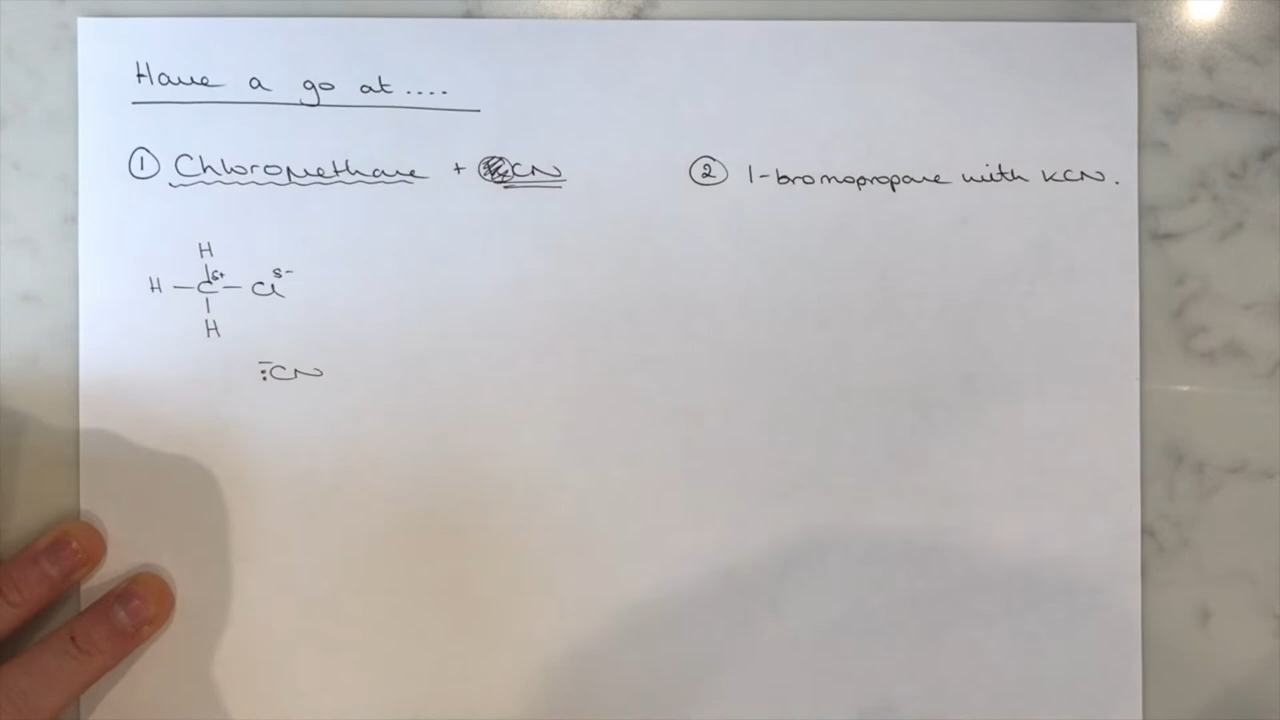 Have a go at....
① Chloromethane + CN
② 1-bromopropane with KCN.
H
H — C δ+ — Cl δ-
H
:̄CN